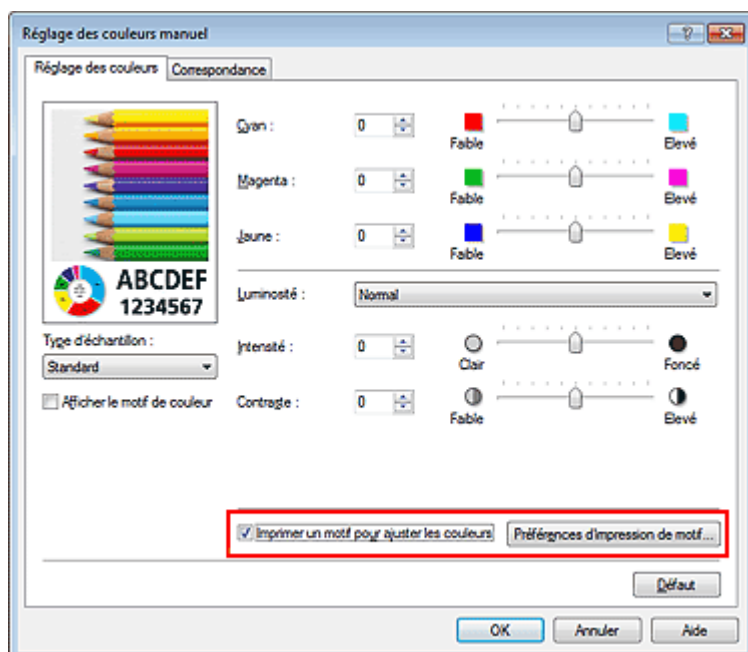 Réglage des couleurs manuel
Réglage des couleurs
Correspondance
ABCDEF
1234567
Type d'échantillon :
Standard
Afficher le motif de couleur
Cyan :
0
Faible
Elevé
Magenta :
0
Faible
Elevé
Jaune :
0
Faible
Elevé
Luminosité :
Normal
Intensité :
0
Clair
Foncé
Contraste :
0
Faible
Elevé
Imprimer un motif pour ajuster les couleurs
Préférences d'impression de motif...
Défaut
OK
Annuler
Aide